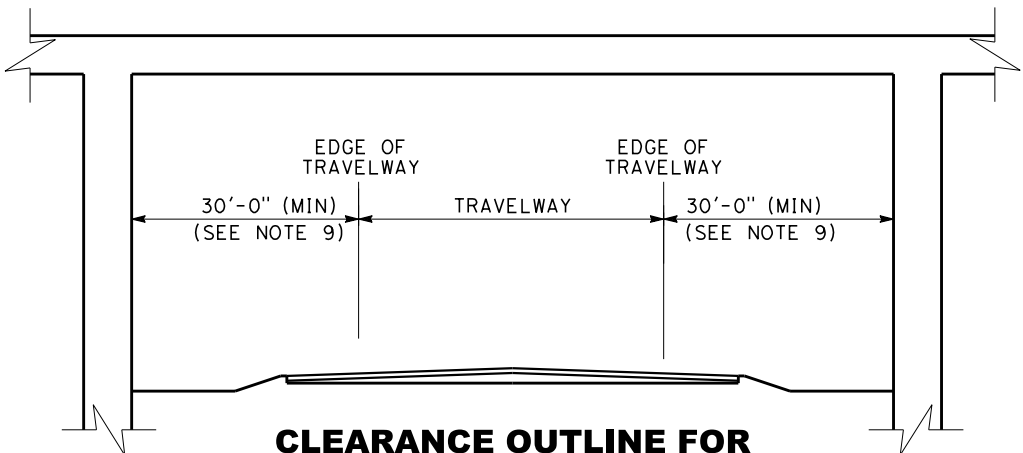 EDGE OF
TRAVELWAY
EDGE OF
TRAVELWAY
30'-0" (MIN)
(SEE NOTE 9)
TRAVELWAY
30'-0" (MIN)
(SEE NOTE 9)
CLEARANCE OUTLINE FOR